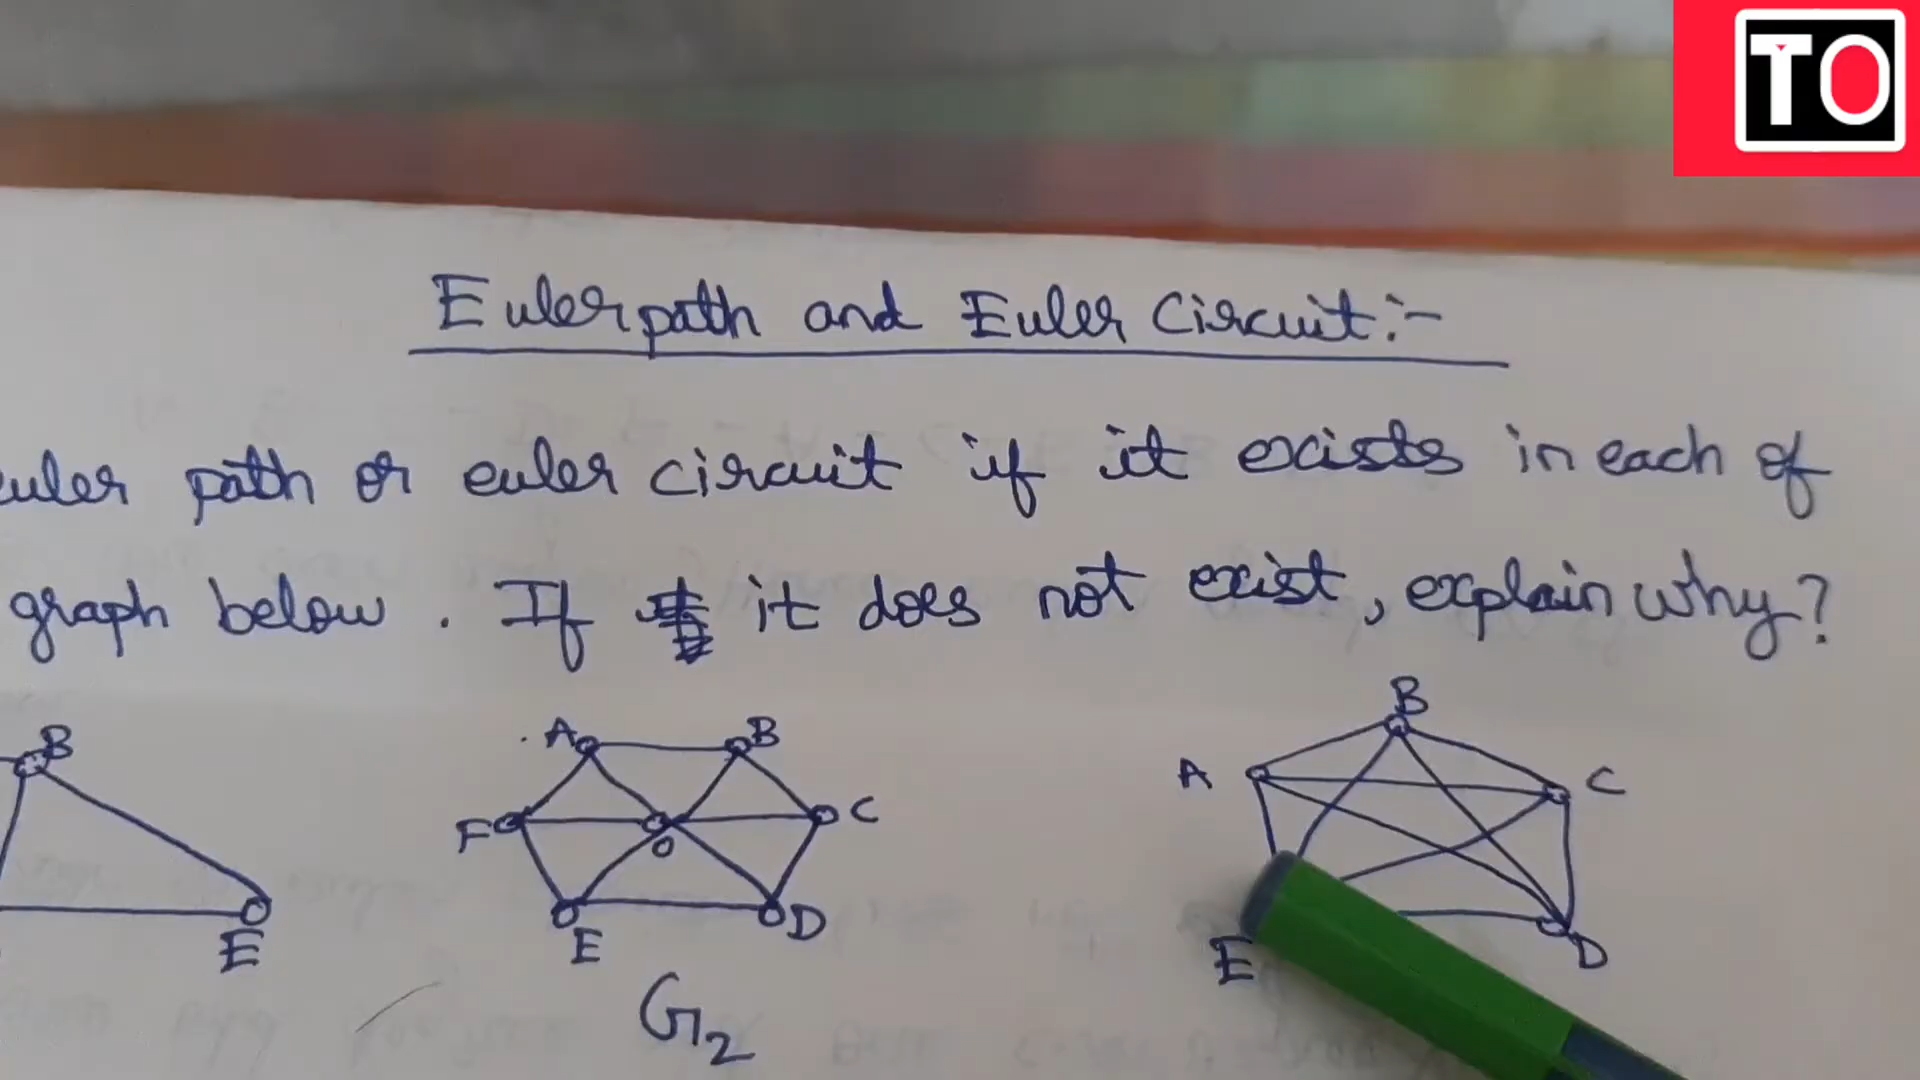 TO
Euler path and Euler Circuit:-
euler path or euler circuit if it exists in each of
graph below. If it does not exist, explain why?
B
E
A B
F O C
E D
G2
B
A C
E D